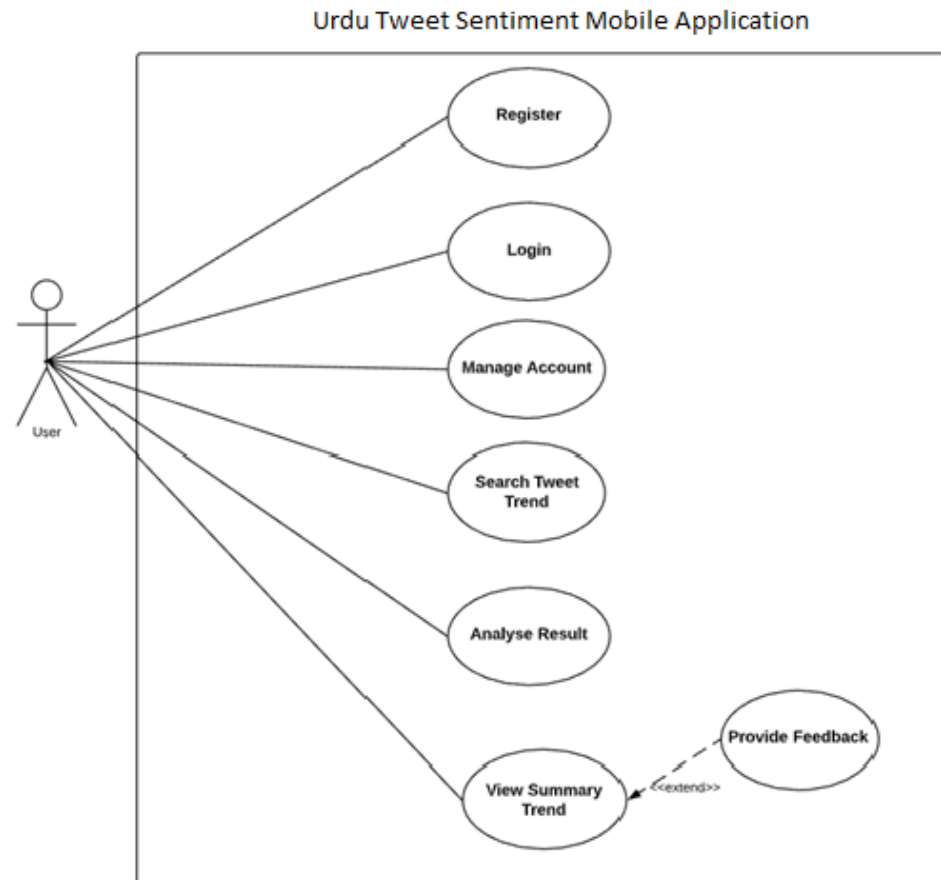 Urdu Tweet Sentiment Mobile Application
Register
Login
Manage Account
User
Search Tweet
Trend
Analyse Result
Provide Feedback
<<extend>>
View Summary
Trend